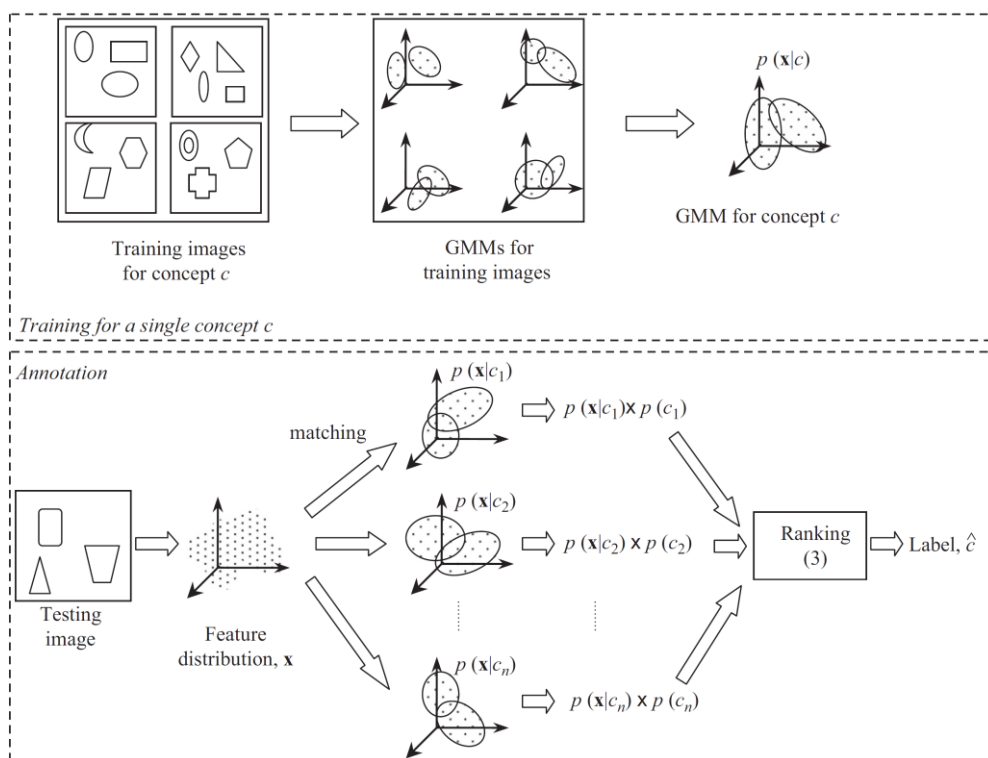 p (x|c)
Training images
for concept c
GMMs for
training images
GMM for concept c
Training for a single concept c
Annotation
matching
p (x|c₁)
p (x|c₁)x p (c₁)
p (x|c₂)
p (x|c₂) x p (c₂)
Ranking
(3)
Label, ĉ
Testing
image
Feature
distribution, x
p (x|cₙ)
p (x|cₙ) x p (cₙ)